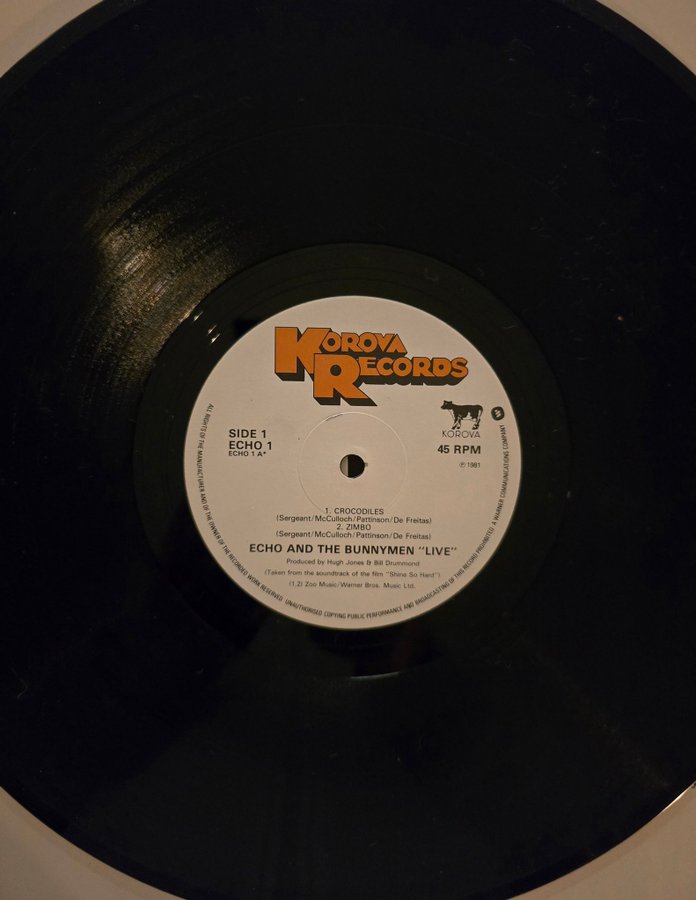 KOROVA
RECORDS
KOROVA
SIDE 1
ECHO 1
ECHO 1 A*
45 RPM
℗ 1981
1. CROCODILES
(Sergeant/McCulloch/Pattinson/De Freitas)
2. ZIMBO
(Sergeant/McCulloch/Pattinson/De Freitas)
ECHO AND THE BUNNYMEN "LIVE"
Produced by Hugh Jones & Bill Drummond
(Taken from the soundtrack of the film "Shine So Hard")
(1,2) Zoo Music/Warner Bros. Music Ltd.
ALL RIGHTS OF THE MANUFACTURER AND OF THE OWNER OF THE RECORDED WORK RESERVED UNAUTHORISED COPYING PUBLIC PERFORMANCE AND BROADCASTING OF THIS RECORD PROHIBITED A WARNER COMMUNICATIONS COMPANY